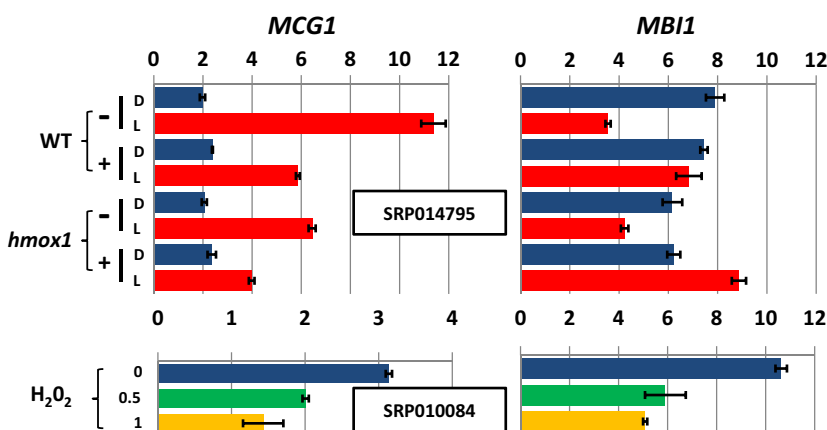 MCG1 MBI1
0 2 4 6 8 10 12 0 2 4 6 8 10 12
WT - D
L
+ D
L
hmox1 - D
L
+ D
L
SRP014795
0 1 2 3 4 0 2 4 6 8 10 12
H202 0
0.5
1
SRP010084